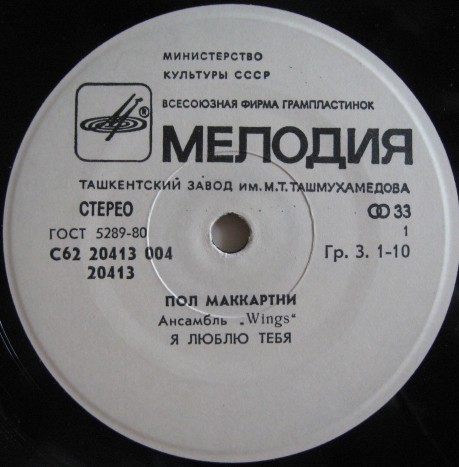 МИНИСТЕРСТВО
КУЛЬТУРЫ СССР
ВСЕСОЮЗНАЯ ФИРМА ГРАМПЛАСТИНОК
®
МЕЛОДИЯ
ТАШКЕНТСКИЙ ЗАВОД ИМ. М.Т. ТАШМУХАМЕДОВА
СТЕРЕО 33
ГОСТ 5289-80 1
С62 20413 004 Гр. 3. 1-10
20413
ПОЛ МАККАРТНИ
Ансамбль „Wings"
Я ЛЮБЛЮ ТЕБЯ